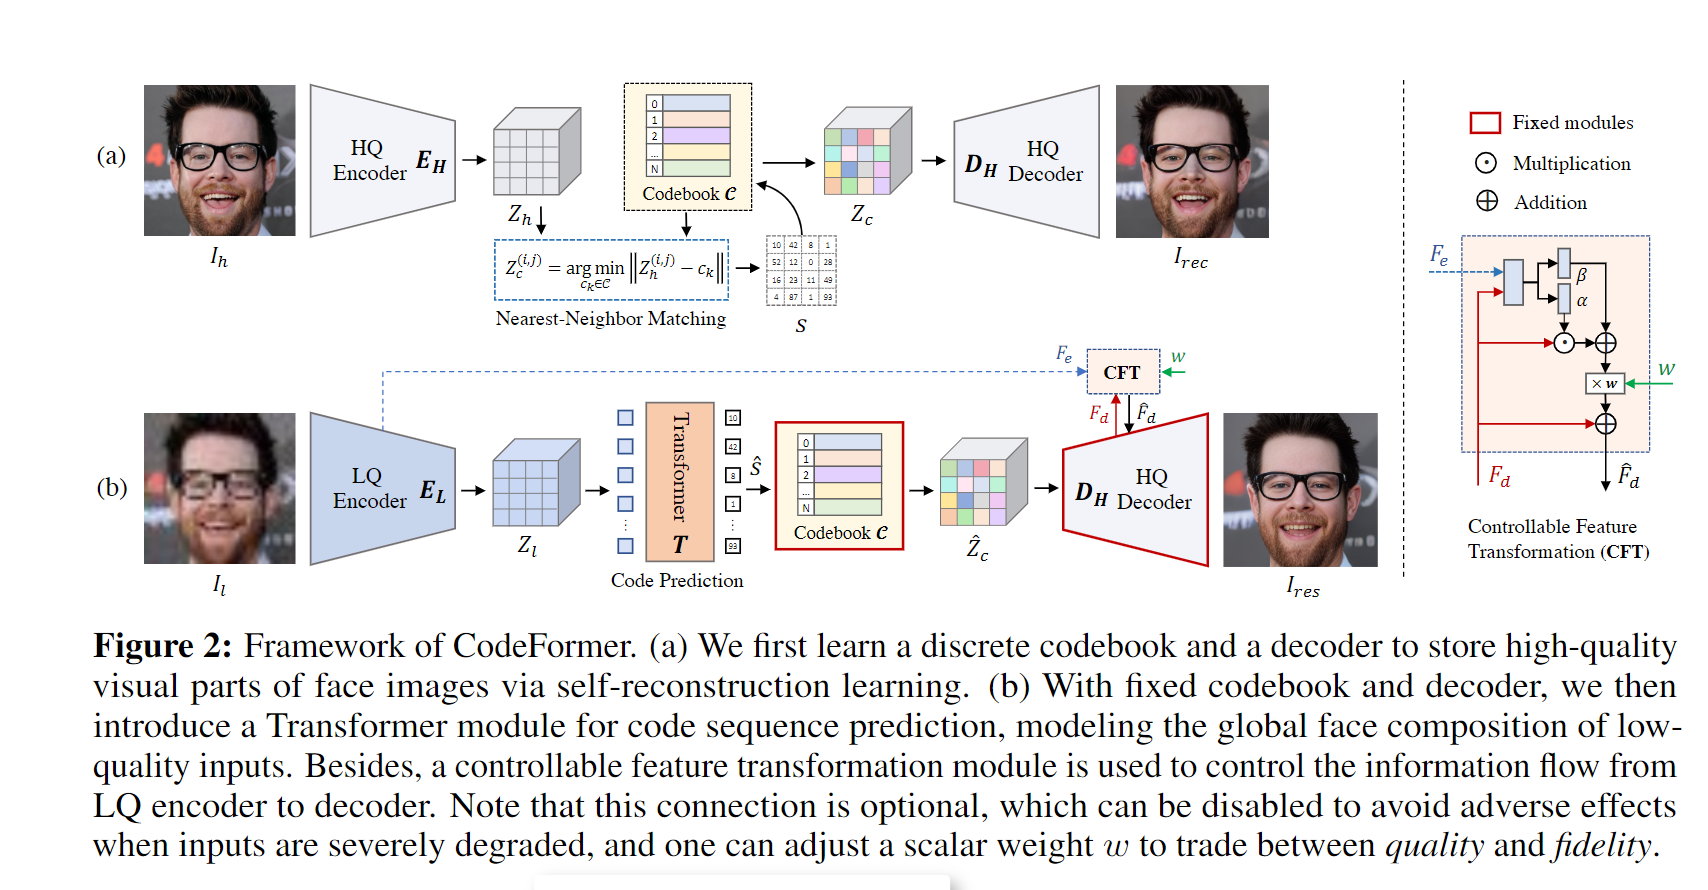 (a)
HQ
Encoder E_H
I_h
Z_h
0
1
2
...
N
Codebook C
Z_c^{(i,j)} = arg min_{c_k∈C} ‖Z_h^{(i,j)} − c_k‖
Nearest-Neighbor Matching
10 42 8 1
52 12 0 28
16 23 11 49
4 87 1 93
S
Z_c
D_H HQ
Decoder
I_rec
(b)
LQ
Encoder E_L
I_l
Z_l
Transformer T
Code Prediction
10
42
8
1
⋮
93
Ŝ
0
1
2
...
N
Codebook C
Ẑ_c
F_e
CFT
w
F_d
F̂_d
D_H HQ
Decoder
I_res
Fixed modules
Multiplication
Addition
F_e
β
α
× w
w
F_d
F̂_d
Controllable Feature
Transformation (CFT)
Figure 2: Framework of CodeFormer. (a) We first learn a discrete codebook and a decoder to store high-quality
visual parts of face images via self-reconstruction learning. (b) With fixed codebook and decoder, we then
introduce a Transformer module for code sequence prediction, modeling the global face composition of low-
quality inputs. Besides, a controllable feature transformation module is used to control the information flow from
LQ encoder to decoder. Note that this connection is optional, which can be disabled to avoid adverse effects
when inputs are severely degraded, and one can adjust a scalar weight w to trade between quality and fidelity.